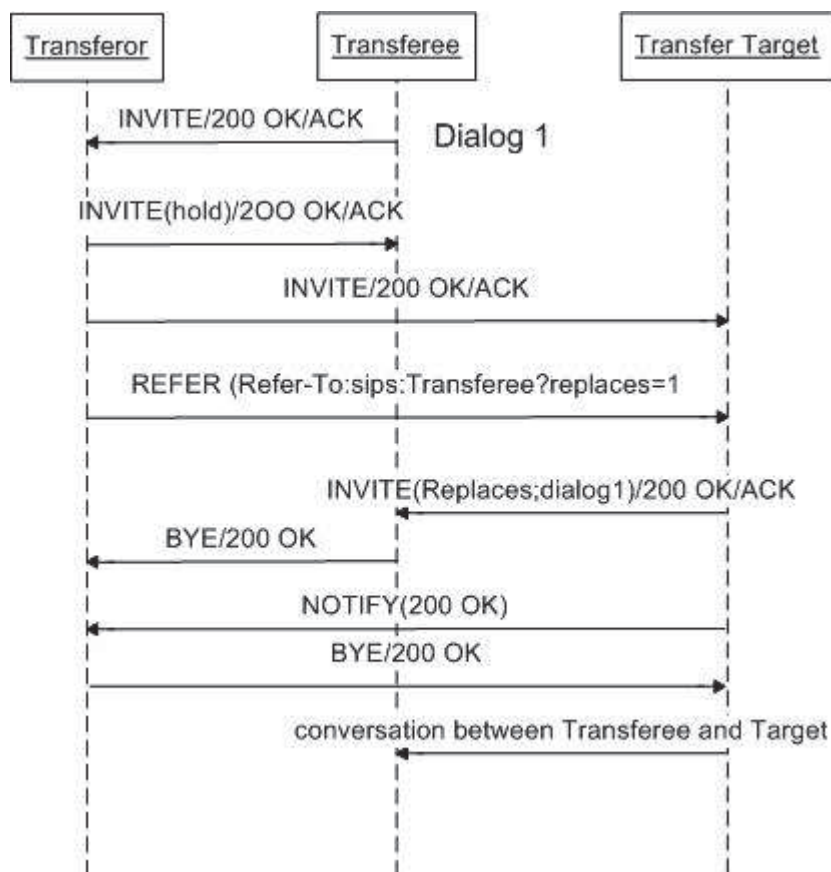 Transferor
Transferee
Transfer Target
INVITE/200 OK/ACK
Dialog 1
INVITE(hold)/2OO OK/ACK
INVITE/200 OK/ACK
REFER (Refer-To:sips:Transferee?replaces=1
INVITE(Replaces;dialog1)/200 OK/ACK
BYE/200 OK
NOTIFY(200 OK)
BYE/200 OK
conversation between Transferee and Target